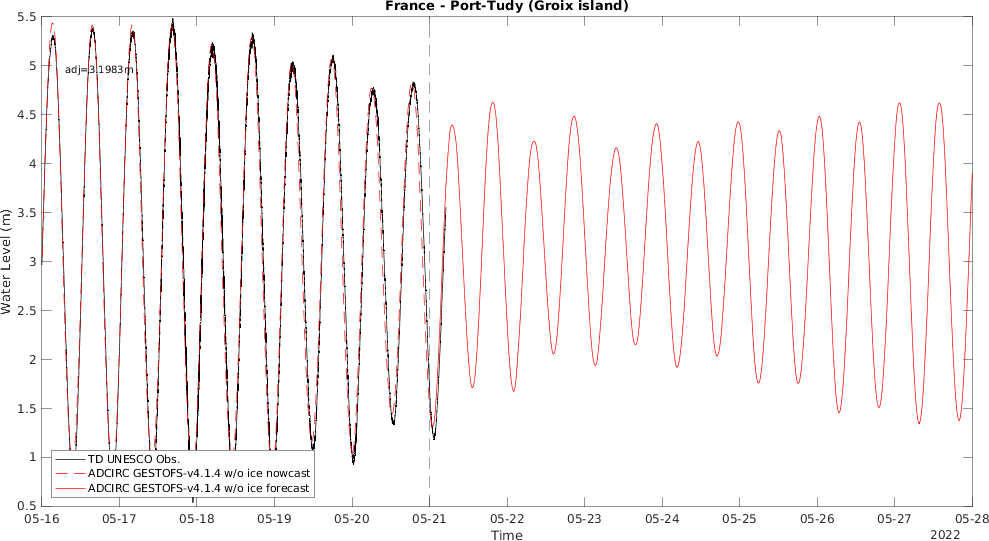 France - Port-Tudy (Groix island)
5.5
5
4.5
4
3.5
3
2.5
2
1.5
1
0.5
Water Level (m)
adj=3.1983m
TD UNESCO Obs.
ADCIRC GESTOFS-v4.1.4 w/o ice nowcast
ADCIRC GESTOFS-v4.1.4 w/o ice forecast
05-16 05-17 05-18 05-19 05-20 05-21 05-22 05-23 05-24 05-25 05-26 05-27 05-28
Time
2022